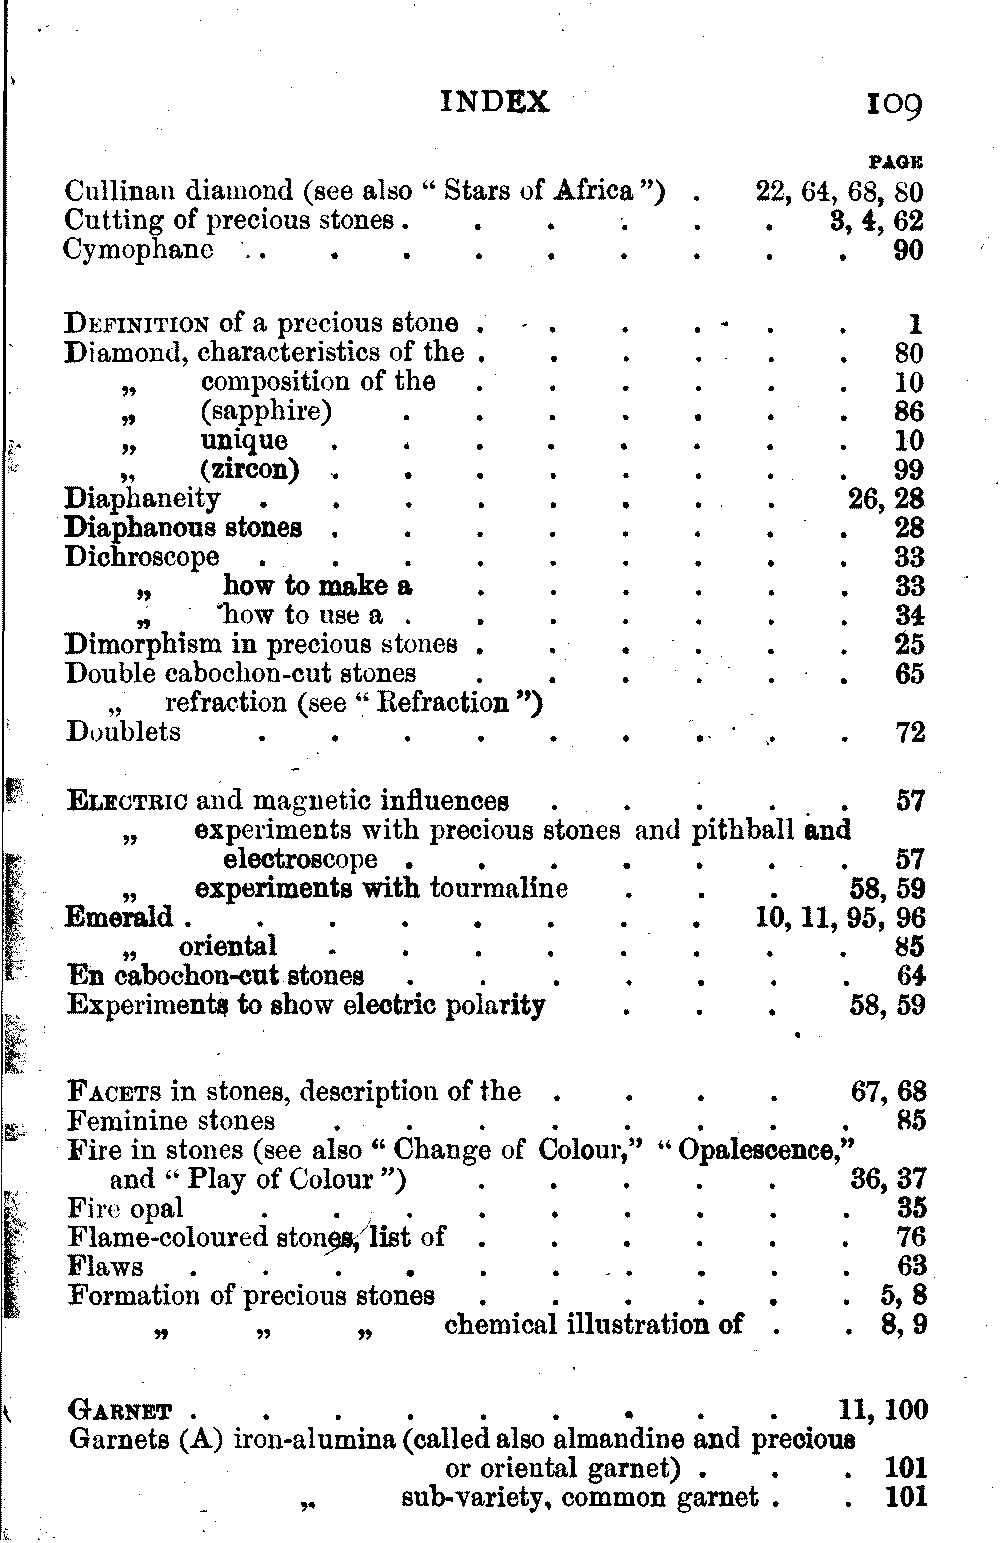 INDEX 109
PAGE
Cullinan diamond (see also “ Stars of Africa ”) . 22, 64, 68, 80
Cutting of precious stones . . . . . . 3, 4, 62
Cymophane . . . . . . . . . 90
DEFINITION of a precious stone . . . . . . 1
Diamond, characteristics of the . . . . . . 80
„ composition of the . . . . . . 10
„ (sapphire) . . . . . . . 86
„ unique . . . . . . . . 10
„ (zircon) . . . . . . . . 99
Diaphaneity . . . . . . . . 26, 28
Diaphanous stones . . . . . . . . 28
Dichroscope . . . . . . . . . 33
„ how to make a . . . . . . 33
„ how to use a . . . . . . . 34
Dimorphism in precious stones . . . . . . 25
Double cabochon-cut stones . . . . . . 65
„ refraction (see “ Refraction ”)
Doublets . . . . . . . . . 72
ELECTRIC and magnetic influences . . . . . 57
„ experiments with precious stones and pithball and
electroscope . . . . . . . 57
„ experiments with tourmaline . . . 58, 59
Emerald . . . . . . . . 10, 11, 95, 96
„ oriental . . . . . . . . 85
En cabochon-cut stones . . . . . . . 64
Experiments to show electric polarity . . . 58, 59
FACETS in stones, description of the . . . . 67, 68
Feminine stones . . . . . . . . 85
Fire in stones (see also “ Change of Colour,” “ Opalescence,”
and “ Play of Colour ”) . . . . . 36, 37
Fire opal . . . . . . . . . 35
Flame-coloured stones, list of . . . . . . 76
Flaws . . . . . . . . . . 63
Formation of precious stones . . . . . . 5, 8
„ „ „ chemical illustration of . . 8, 9
GARNET . . . . . . . . . 11, 100
Garnets (A) iron-alumina (called also almandine and precious
or oriental garnet) . . . 101
„ sub-variety, common garnet . . 101